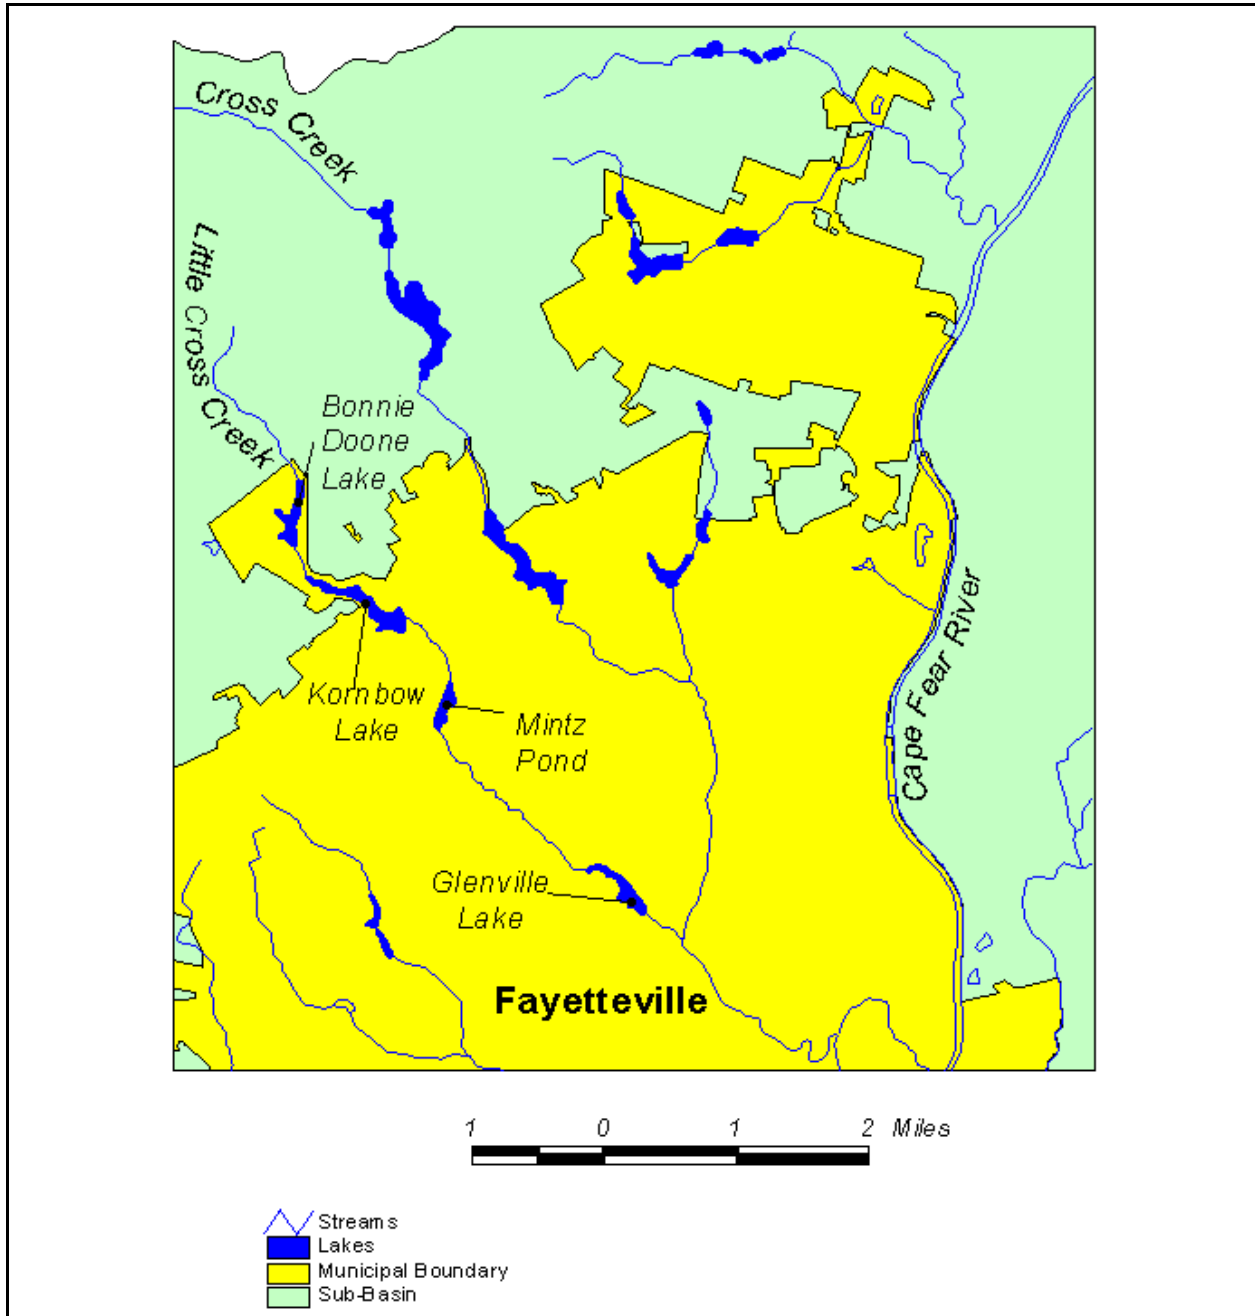 Cross Creek
Little Cross Creek
Bonnie
Doone
Lake
Kornbow
Lake
Mintz
Pond
Cape Fear River
Glenville
Lake
Fayetteville
1 0 1 2 Miles
Streams
Lakes
Municipal Boundary
Sub-Basin